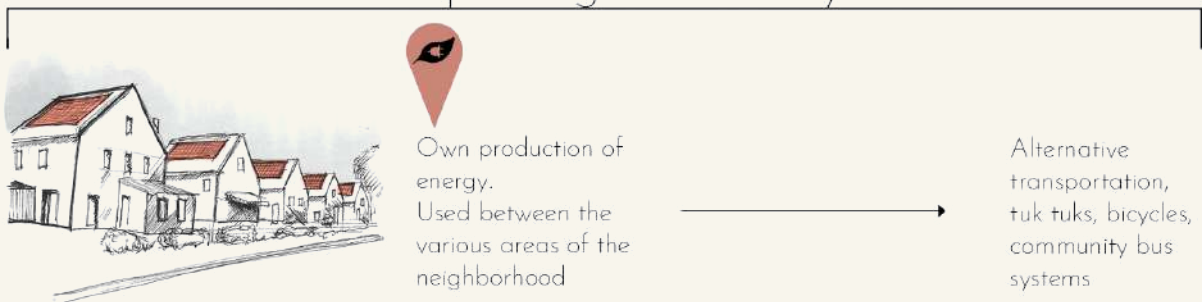 Own production of
energy.
Used between the
various areas of the
neighborhood
Alternative
transportation,
tuk tuks, bicycles,
community bus
systems